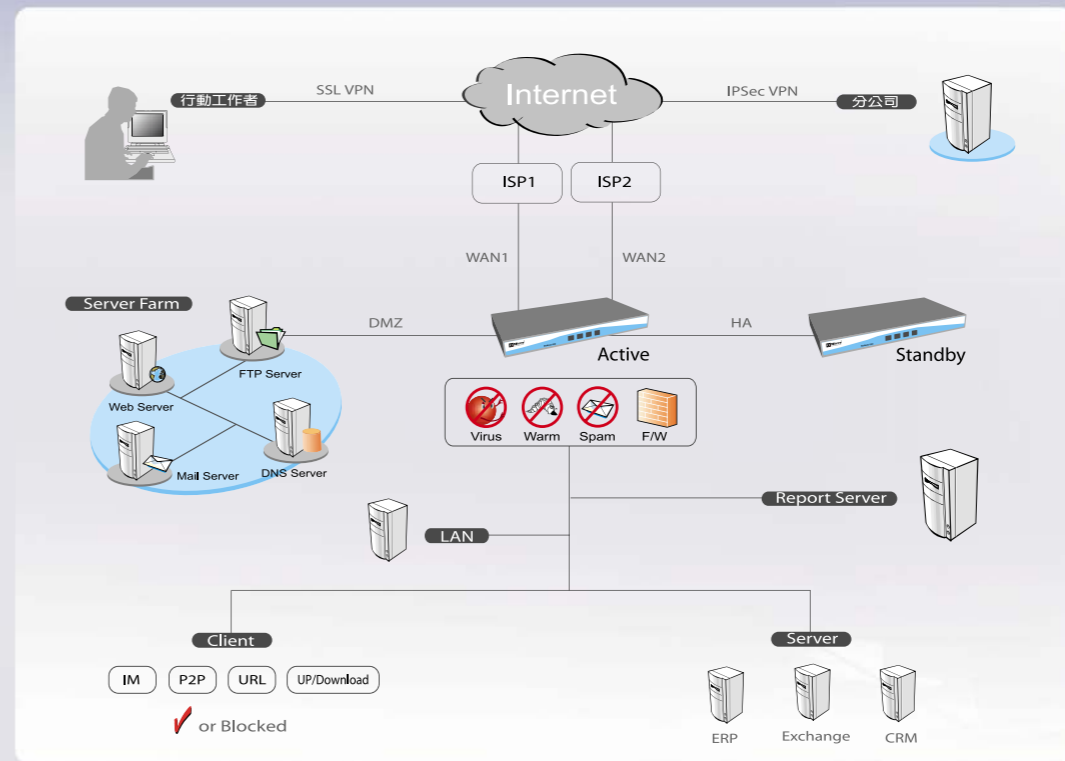 行動工作者
SSL VPN
Internet
IPSec VPN
分公司
ISP1
ISP2
WAN1
WAN2
Server Farm
DMZ
HA
Active
Standby
FTP Server
Web Server
Mail Server
DNS Server
Virus
Warm
Spam
F/W
Report Server
LAN
Client
Server
IM
P2P
URL
UP/Download
or Blocked
ERP
Exchange
CRM